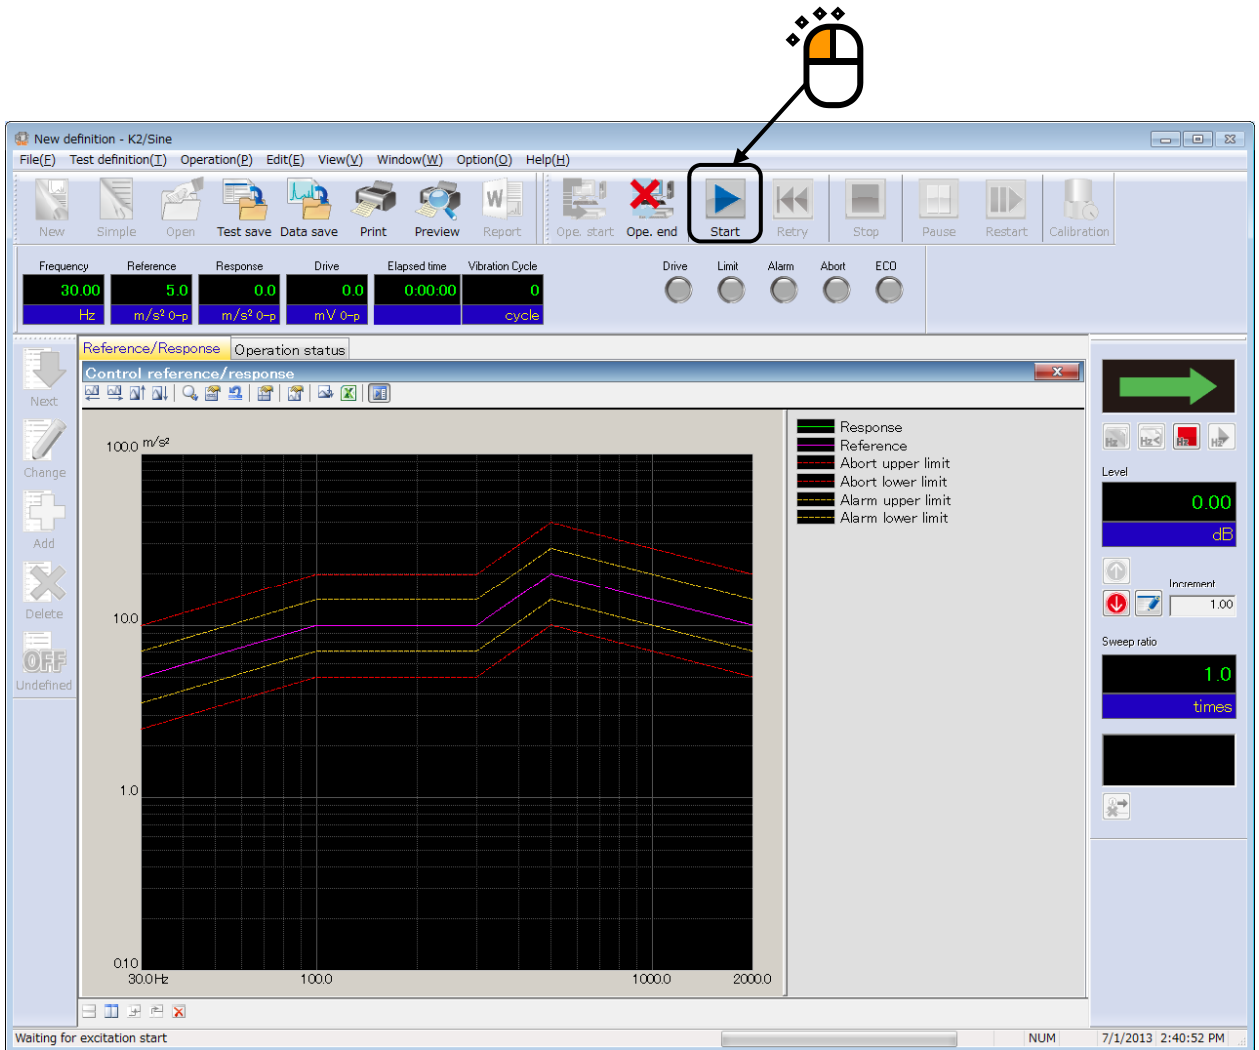 New definition - K2/Sine
File(F) Test definition(T) Operation(P) Edit(E) View(V) Window(W) Option(O) Help(H)
New Simple Open Test save Data save Print Preview Report Ope. start Ope. end Start Retry Stop Pause Restart Calibration
Frequency Reference Response Drive Elapsed time Vibration Cycle Drive Limit Alarm Abort ECO
30.00 5.0 0.0 0.0 0:00:00 0
Hz m/s² 0-p m/s² 0-p mV 0-p cycle
Reference/Response Operation status
Control reference/response
Next
Change
Add
Delete
OFF
Undefined
100.0 m/s²
10.0
1.0
0.10
30.0 Hz 100.0 1000.0 2000.0
Response
Reference
Abort upper limit
Abort lower limit
Alarm upper limit
Alarm lower limit
Hz Hz Hz Hz
Level
0.00
dB
Increment
1.00
Sweep ratio
1.0
times
Waiting for excitation start NUM 7/1/2013 2:40:52 PM